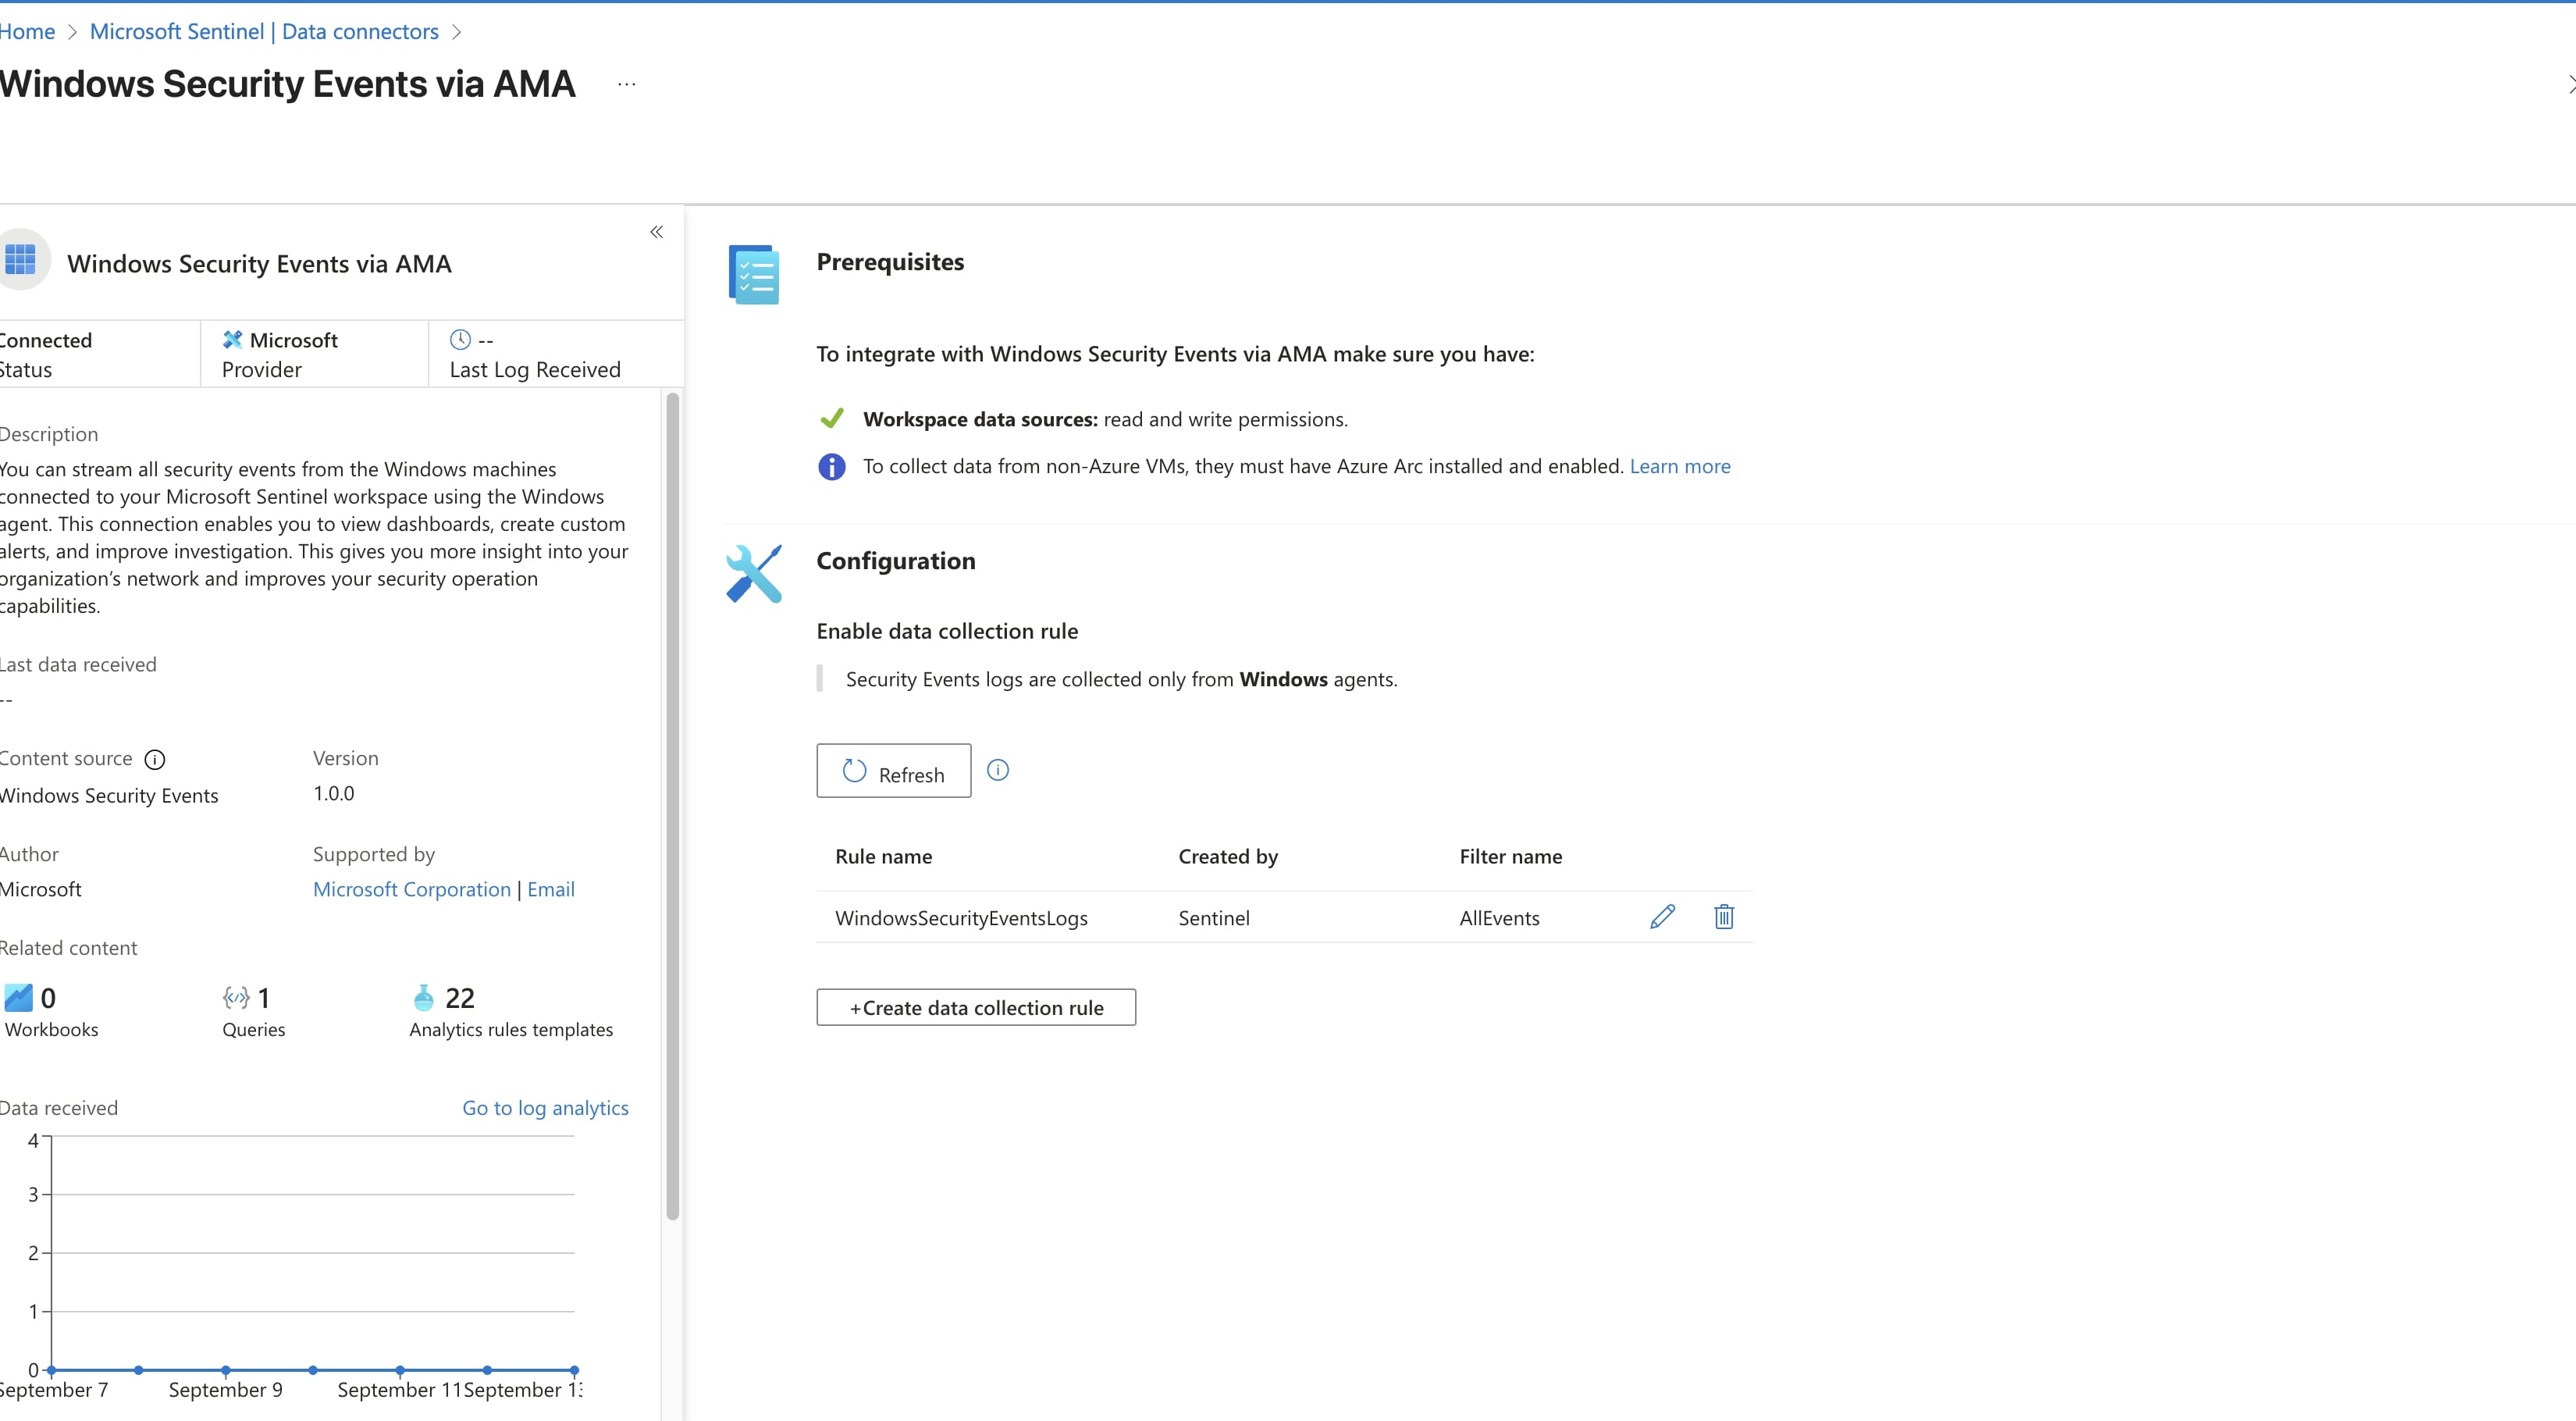 Home > Microsoft Sentinel | Data connectors >
Windows Security Events via AMA ...
Windows Security Events via AMA
Connected
Status
Microsoft
Provider
--
Last Log Received
Description
You can stream all security events from the Windows machines
connected to your Microsoft Sentinel workspace using the Windows
agent. This connection enables you to view dashboards, create custom
alerts, and improve investigation. This gives you more insight into your
organization’s network and improves your security operation
capabilities.
Last data received
--
Content source
Windows Security Events
Version
1.0.0
Author
Microsoft
Supported by
Microsoft Corporation | Email
Related content
0
Workbooks
1
Queries
22
Analytics rules templates
Data received
Go to log analytics
4
3
2
1
0
September 7
September 9
September 11
September 1
Prerequisites
To integrate with Windows Security Events via AMA make sure you have:
Workspace data sources: read and write permissions.
To collect data from non-Azure VMs, they must have Azure Arc installed and enabled. Learn more
Configuration
Enable data collection rule
Security Events logs are collected only from Windows agents.
Refresh
Rule name Created by Filter name
WindowsSecurityEventsLogs Sentinel AllEvents
+Create data collection rule